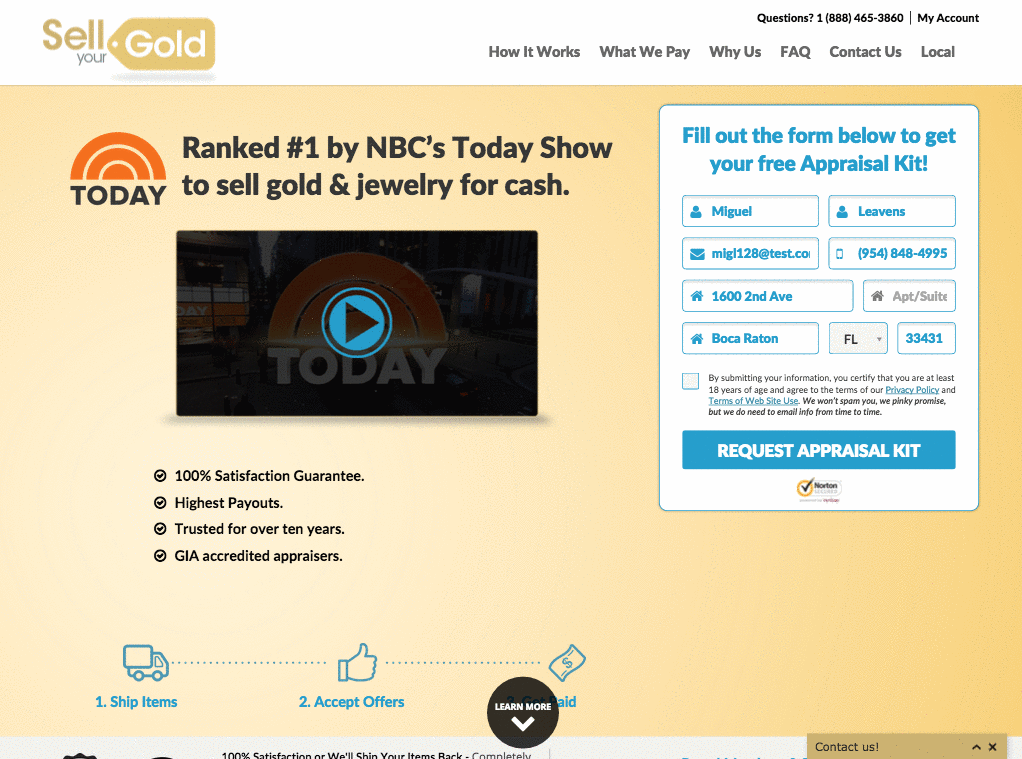 Questions? 1 (888) 465-3860 | My Account
Sell your Gold
How It Works What We Pay Why Us FAQ Contact Us Local
TODAY
Ranked #1 by NBC's Today Show
to sell gold & jewelry for cash.
TODAY
100% Satisfaction Guarantee.
Highest Payouts.
Trusted for over ten years.
GIA accredited appraisers.
Fill out the form below to get
your free Appraisal Kit!
Miguel Leavens
migl128@test.co (954) 848-4995
1600 2nd Ave Apt/Suite
Boca Raton FL 33431
By submitting your information, you certify that you are at least
18 years of age and agree to the terms of our Privacy Policy and
Terms of Web Site Use. We won't spam you, we pinky promise,
but we do need to email info from time to time.
REQUEST APPRAISAL KIT
Norton
SECURED
1. Ship Items 2. Accept Offers
LEARN MORE
100% Satisfaction or We'll Ship Your Items Back - Completely
Contact us!